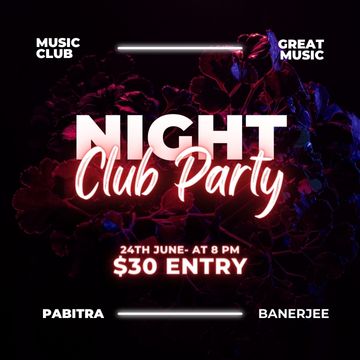 MUSIC
CLUB
GREAT
MUSIC
NIGHT
Club Party
24TH JUNE- AT 8 PM
$30 ENTRY
PABITRA
BANERJEE